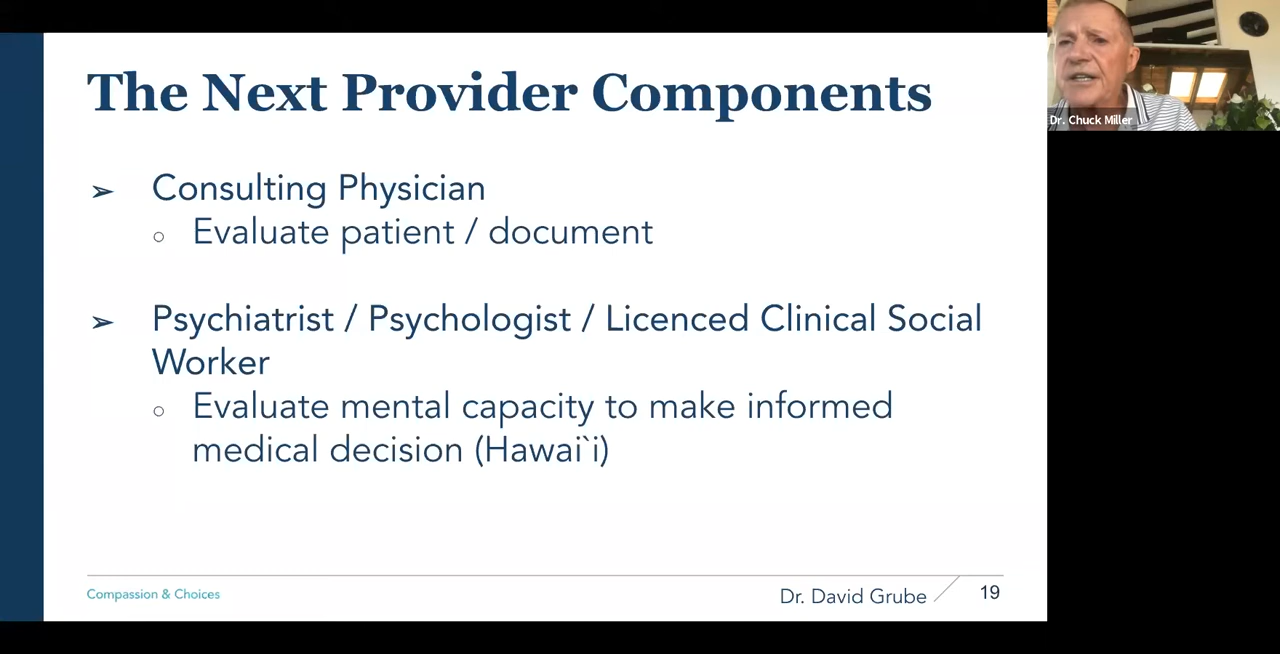 The Next Provider Components
Dr. Chuck Miller
➢ Consulting Physician
○ Evaluate patient / document
➢ Psychiatrist / Psychologist / Licenced Clinical Social
Worker
○ Evaluate mental capacity to make informed
medical decision (Hawai`i)
Compassion & Choices
Dr. David Grube
19